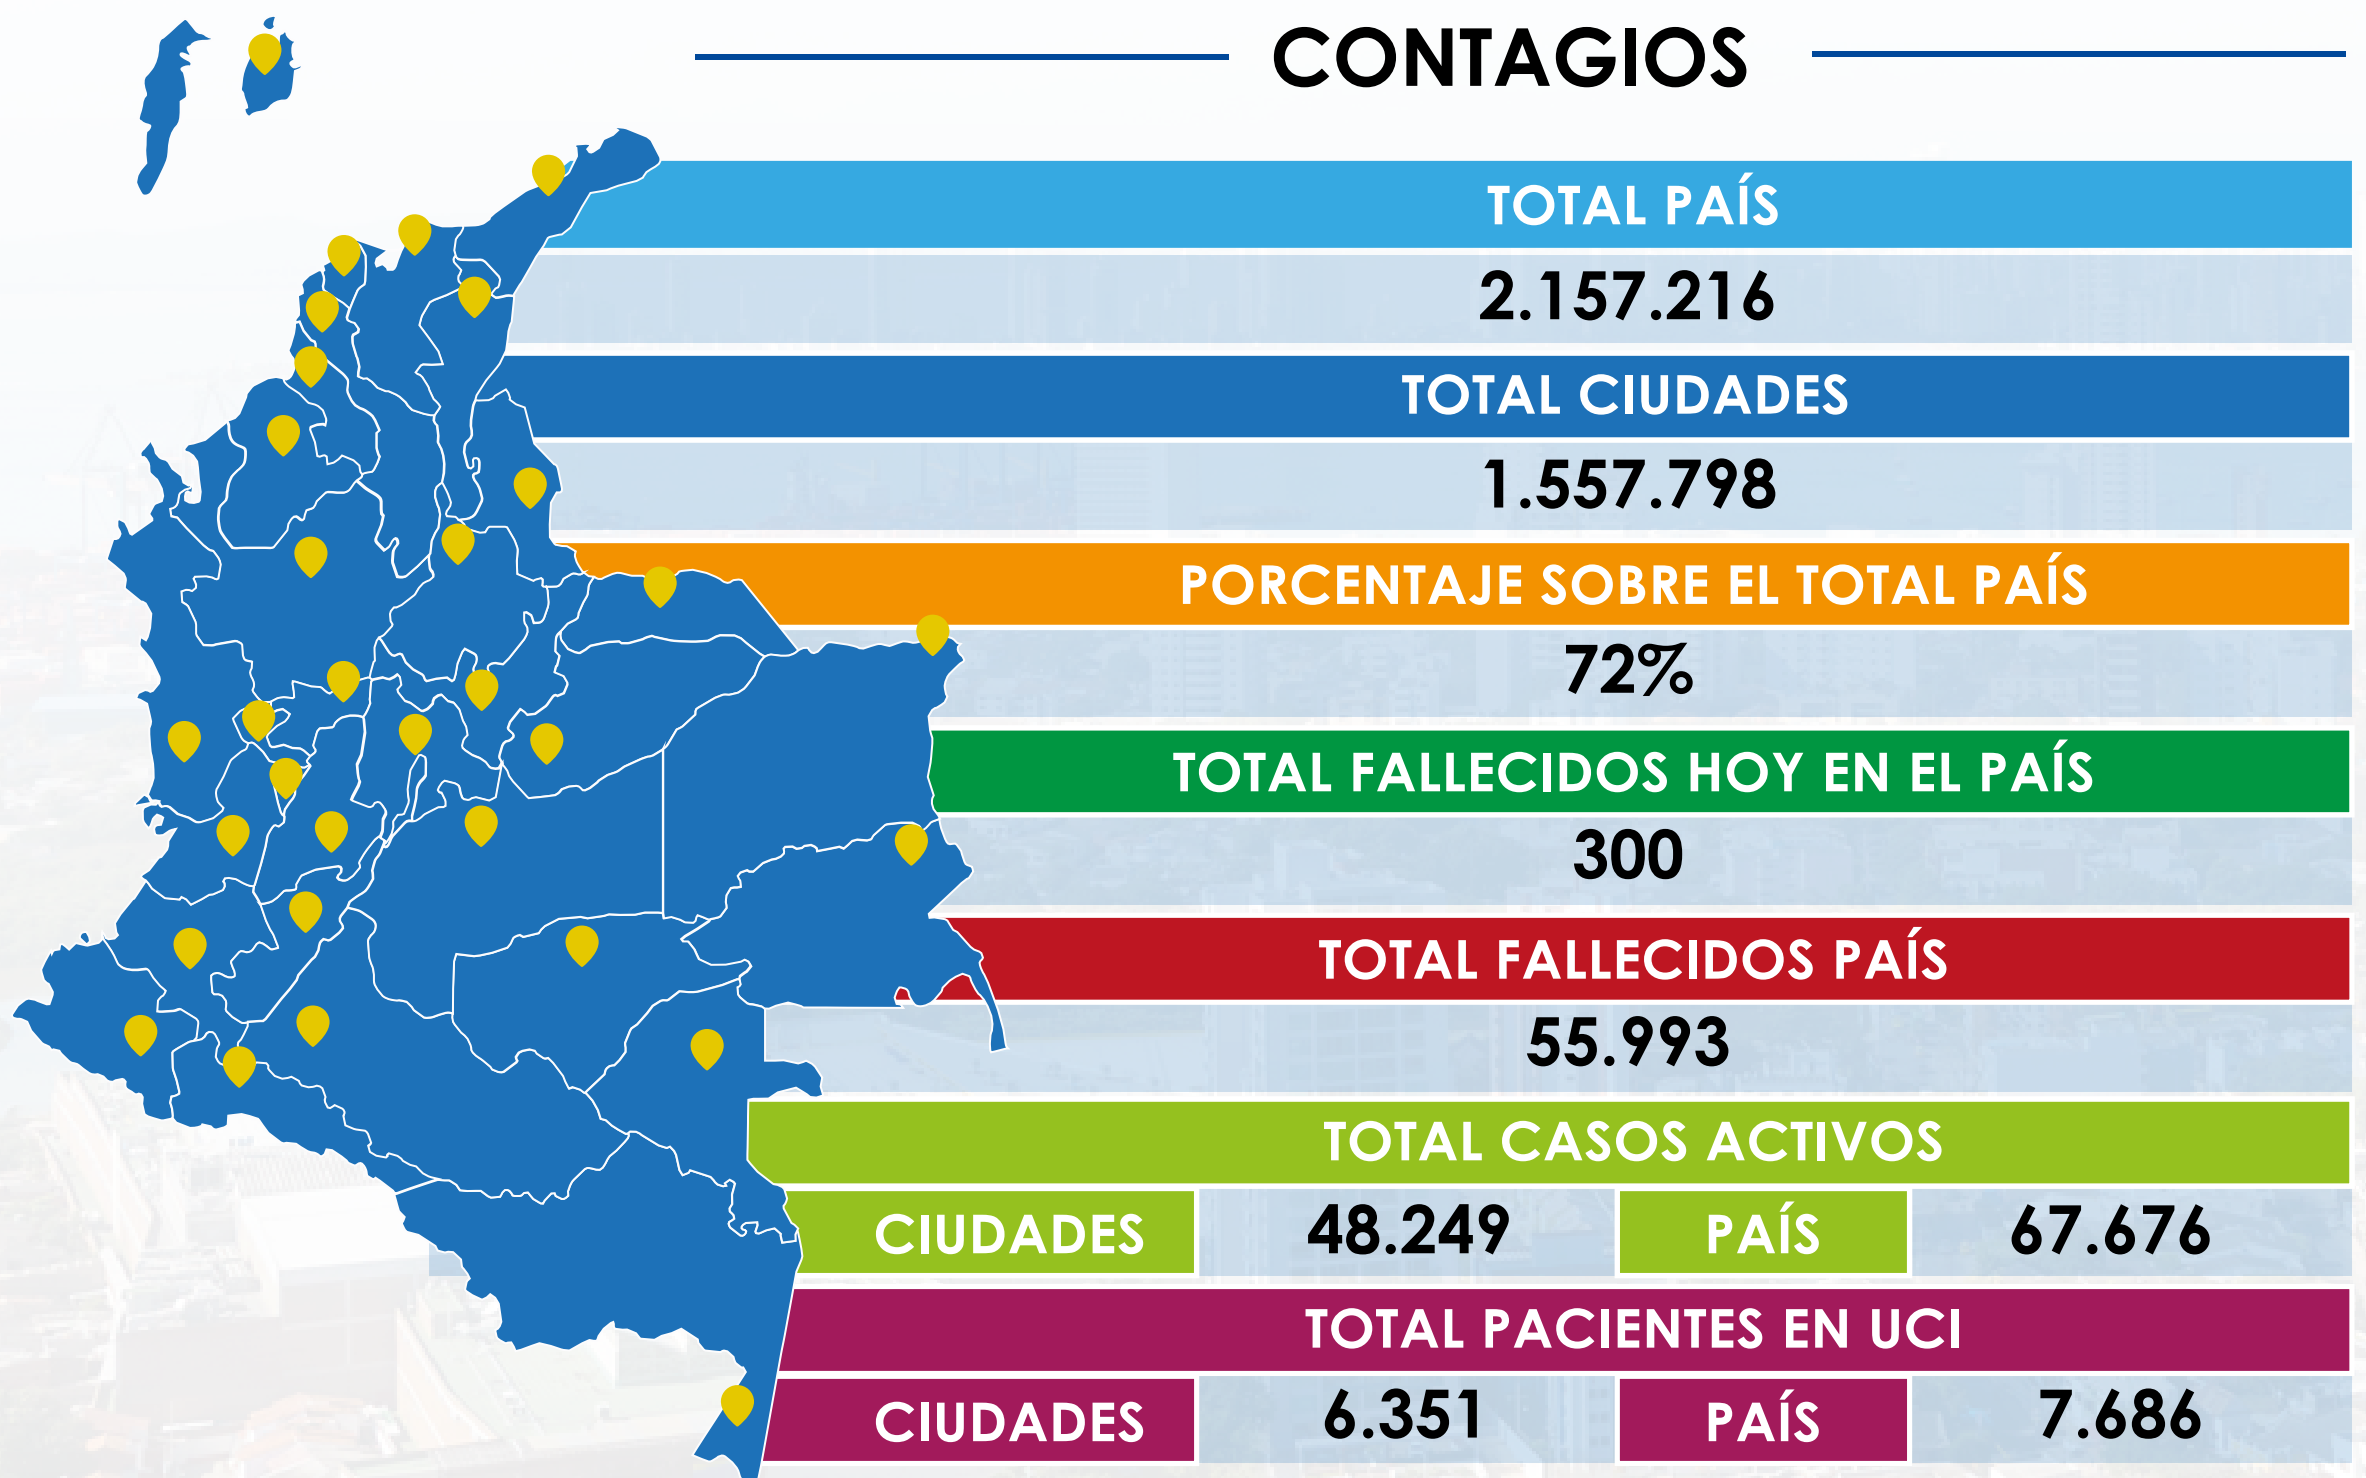 CONTAGIOS
TOTAL PAÍS
2.157.216
TOTAL CIUDADES
1.557.798
PORCENTAJE SOBRE EL TOTAL PAÍS
72%
TOTAL FALLECIDOS HOY EN EL PAÍS
300
TOTAL FALLECIDOS PAÍS
55.993
TOTAL CASOS ACTIVOS
CIUDADES 48.249 PAÍS 67.676
TOTAL PACIENTES EN UCI
CIUDADES 6.351 PAÍS 7.686